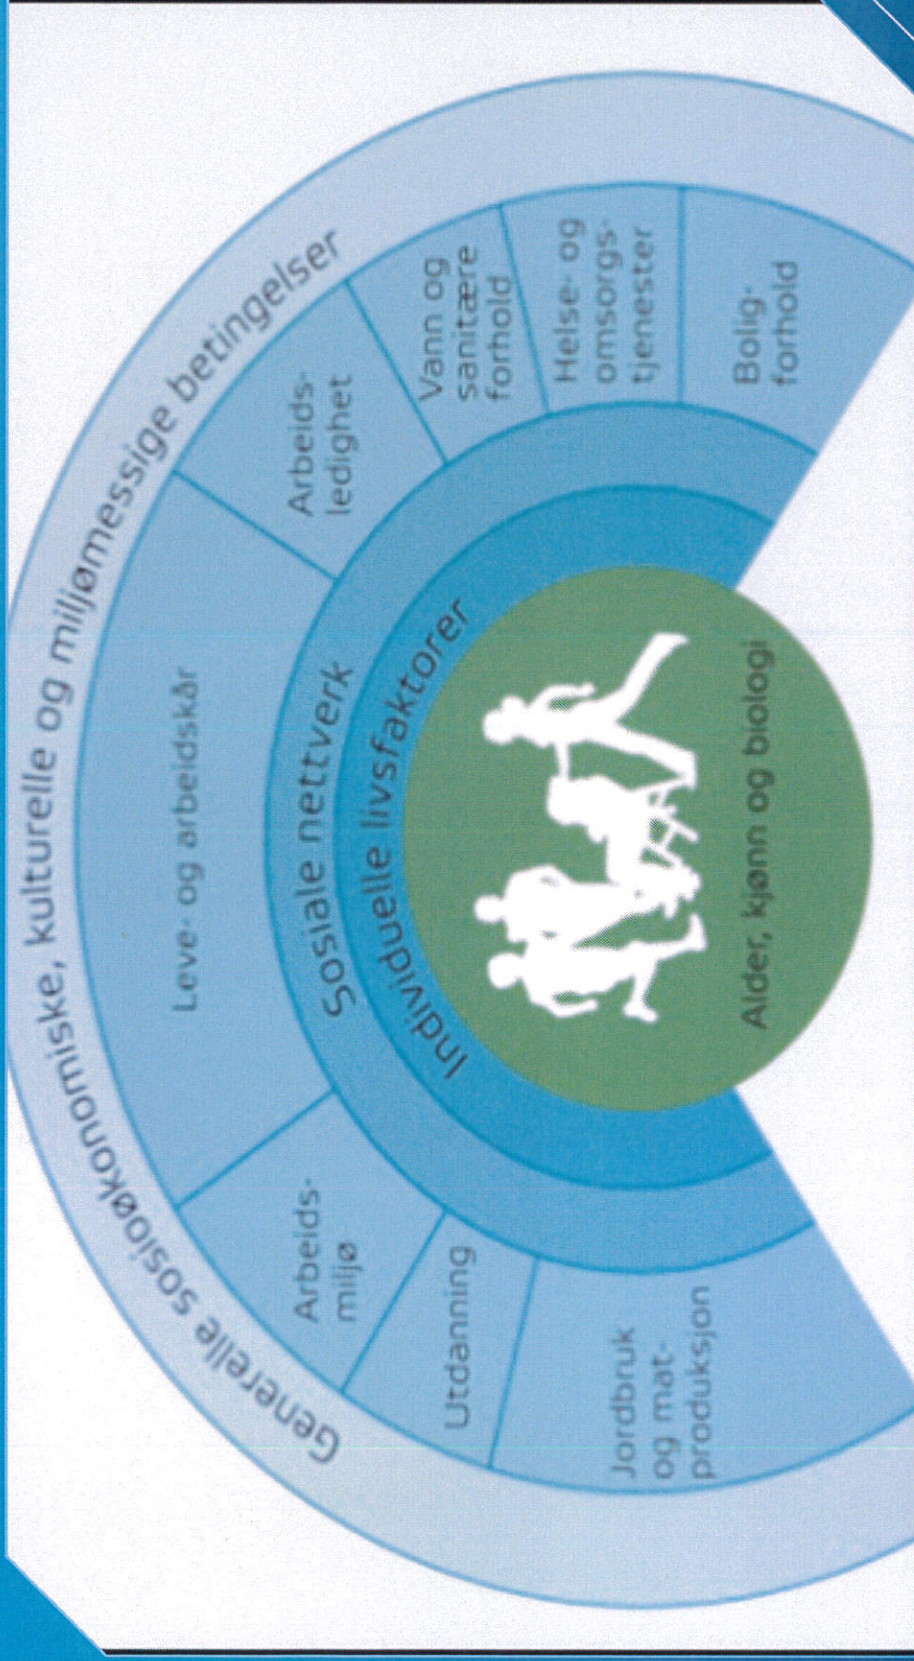 Generelle sosioøkonomiske, kulturelle og miljømessige betingelser
Jordbruk
og mat-
produksjon
Utdanning
Arbeids-
miljø
Leve- og arbeidskår
Arbeids-
ledighet
Vann og
sanitære
forhold
Helse- og
omsorgs-
tjenester
Bolig-
forhold
Sosiale nettverk
Individuelle livsfaktorer
Alder, kjønn og biologi